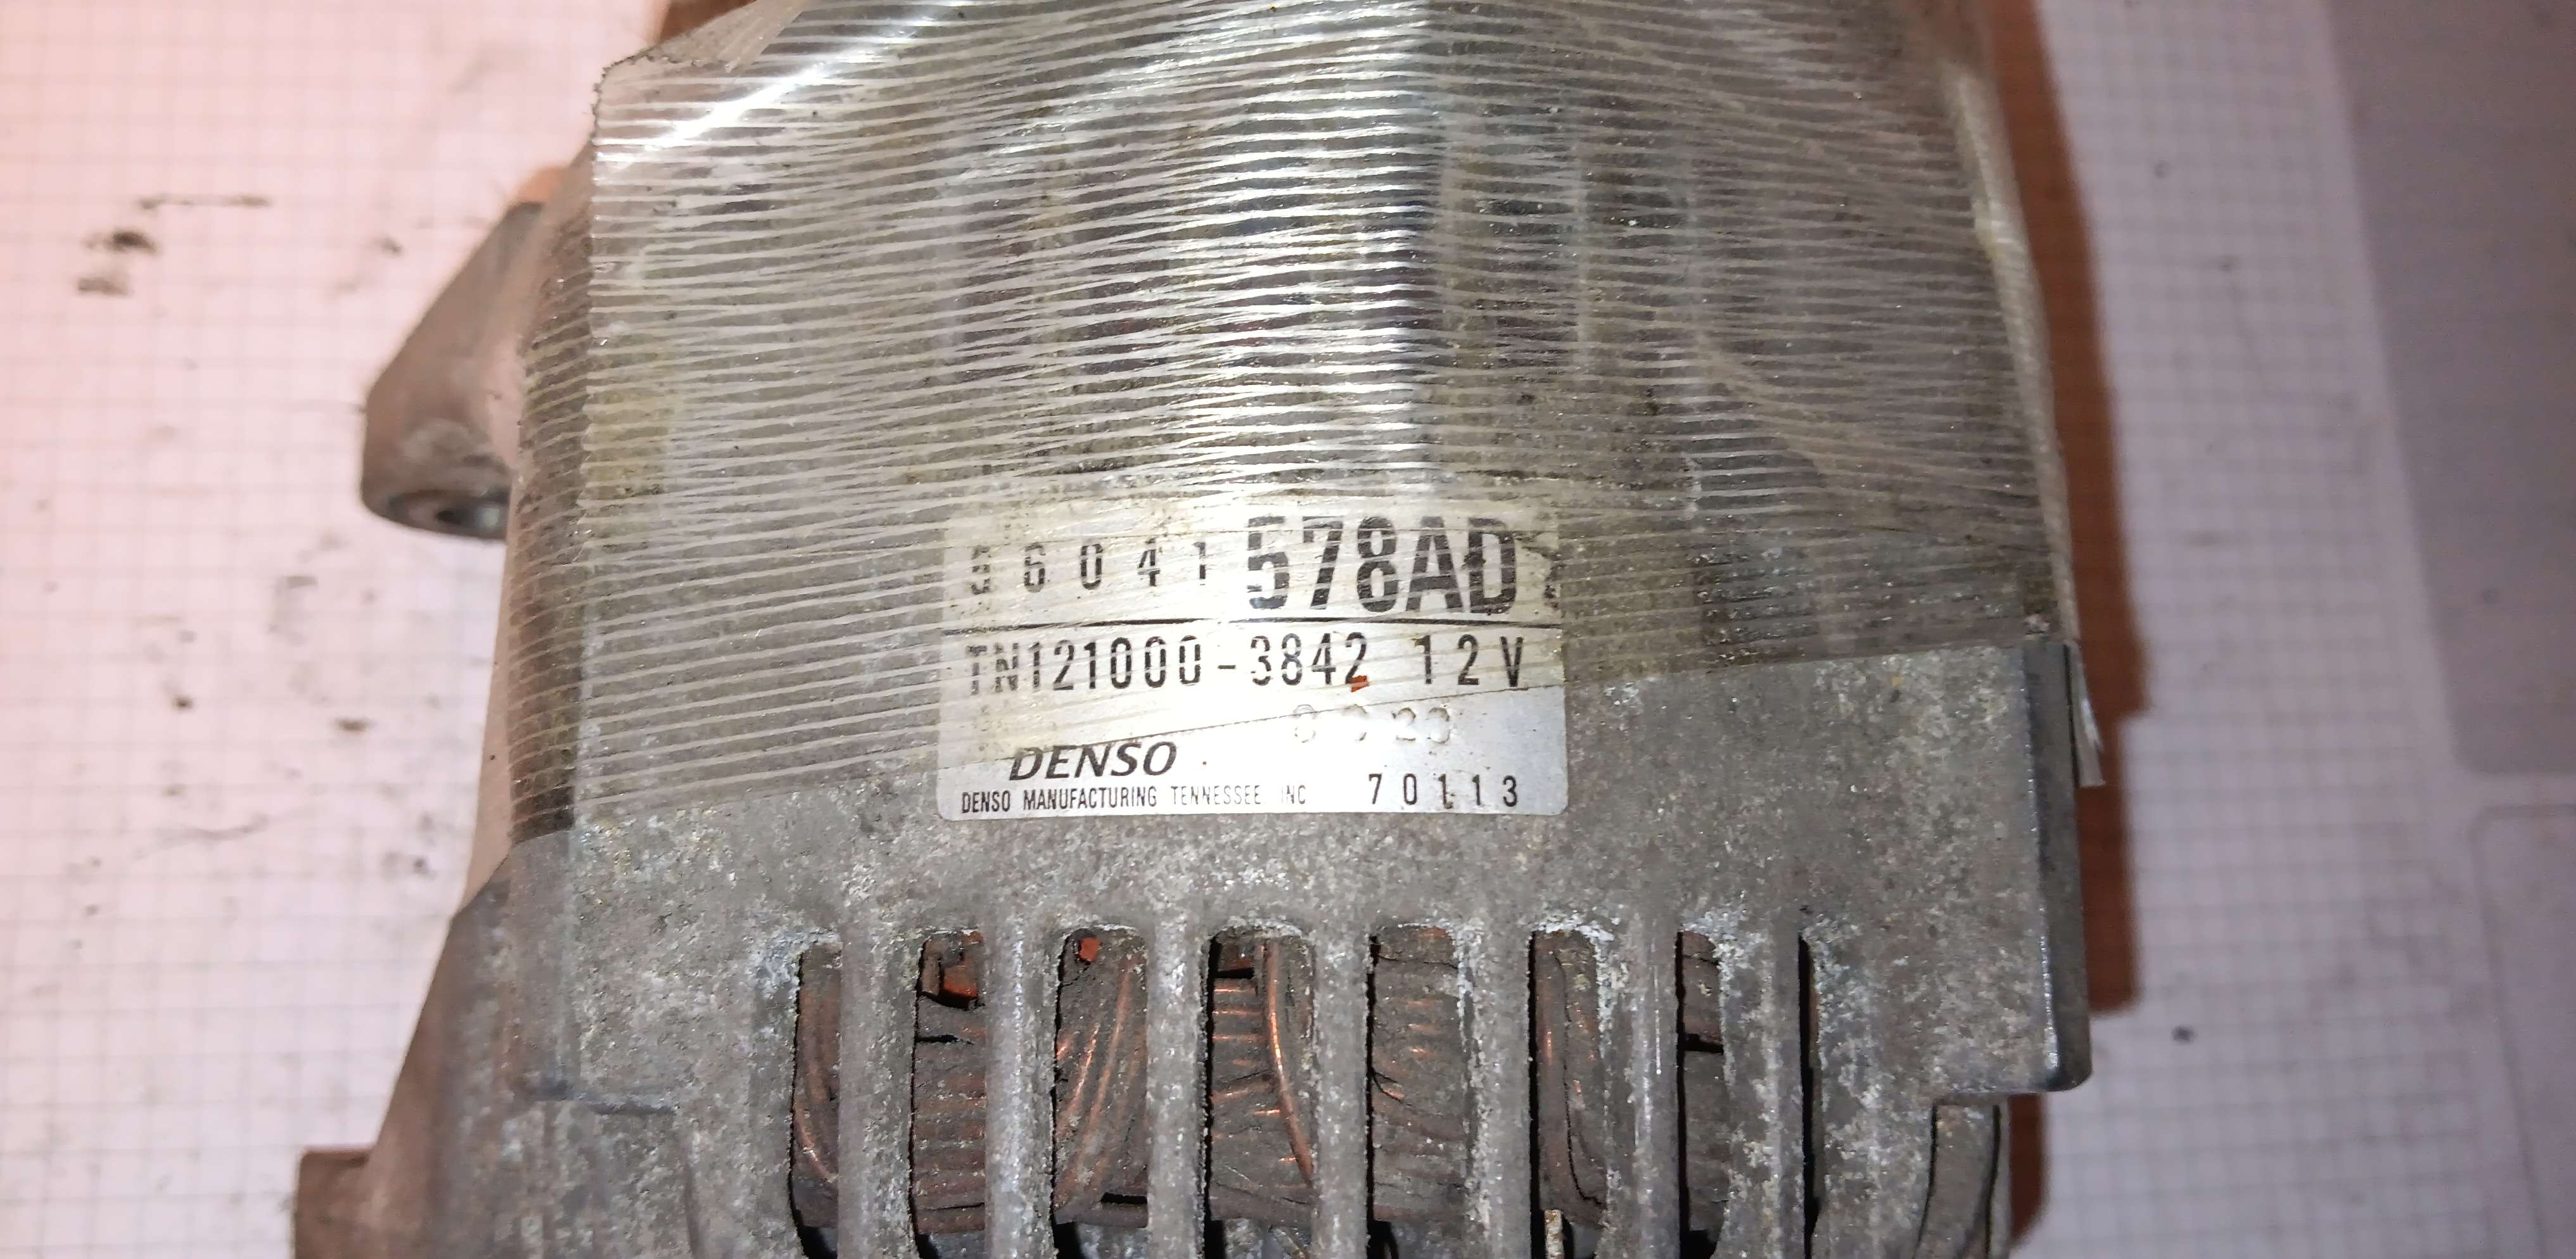 56041578AD
TN121000-3842 12V
DENSO
DENSO MANUFACTURING TENNESSEE INC 70113